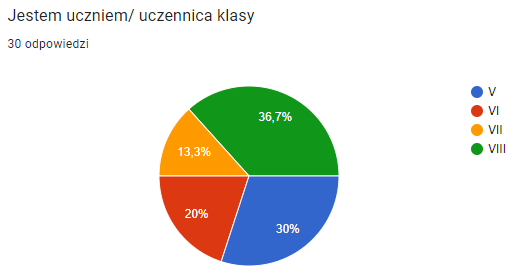 Jestem uczniem/ uczennica klasy
30 odpowiedzi
36,7%
V
VI
VII
VIII
13,3%
20%
30%